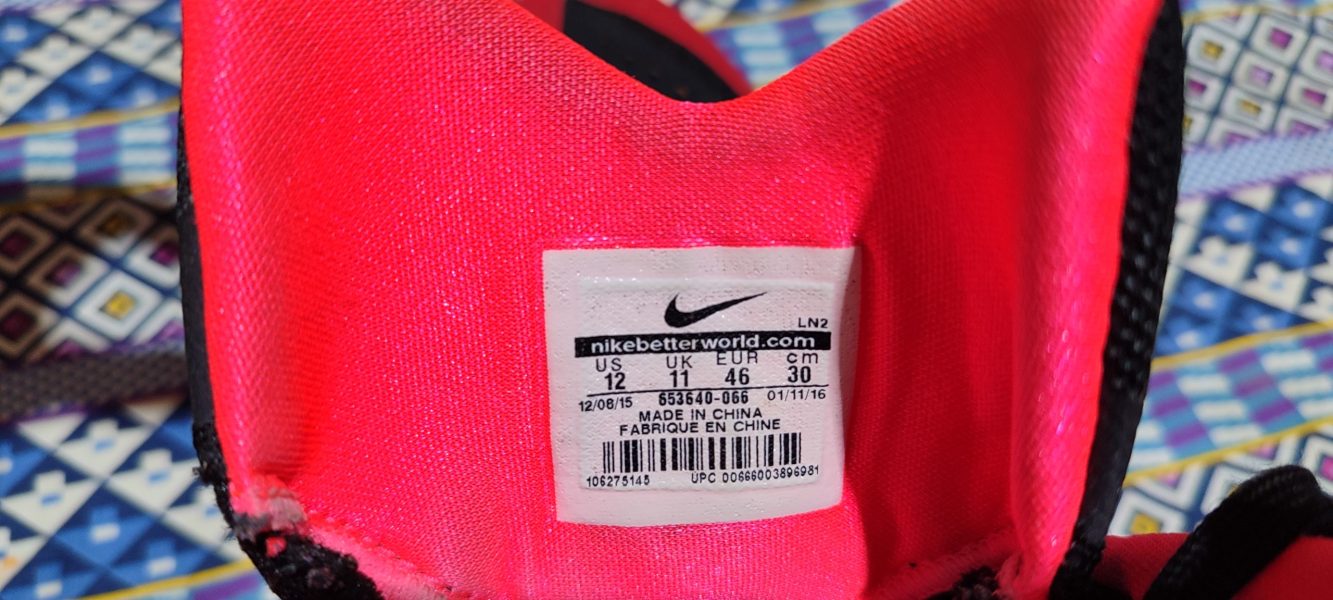 LN2
nikebetterworld.com
US UK EUR cm
12 11 46 30
12/08/15 653640-066 01/11/16
MADE IN CHINA
FABRIQUE EN CHINE
106275145 UPC 00666003896981